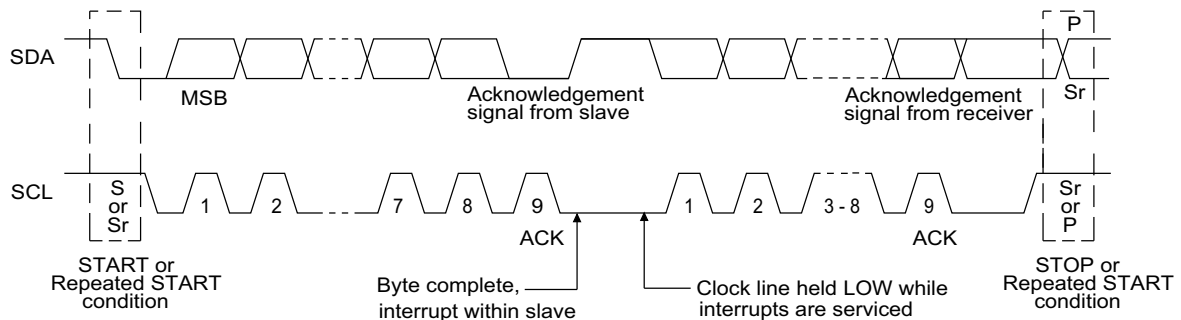 P
SDA
MSB
Acknowledgement
signal from slave
Acknowledgement
signal from receiver
Sr
SCL
S
or
Sr
1
2
7
8
9
1
2
3 - 8
9
Sr
or
P
ACK
ACK
START or
Repeated START
condition
Byte complete,
interrupt within slave
Clock line held LOW while
interrupts are serviced
STOP or
Repeated START
condition